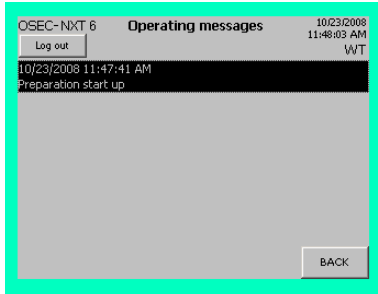 OSEC-NXT 6 Operating messages 10/23/2008
11:48:03 AM
Log out
WT
10/23/2008 11:47:41 AM
Preparation start up
BACK